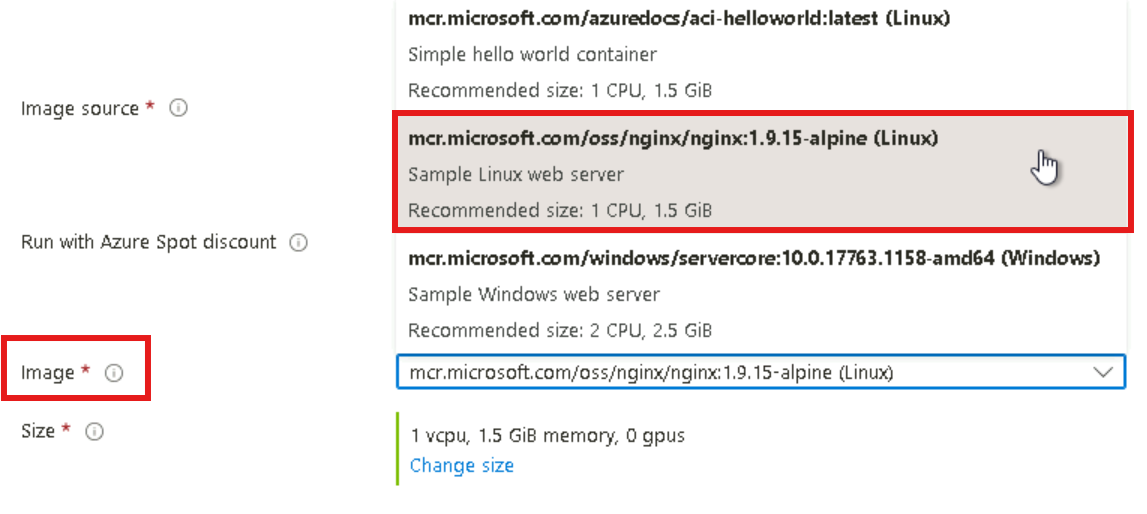 mcr.microsoft.com/azuredocs/aci-helloworld:latest (Linux)
Simple hello world container
Recommended size: 1 CPU, 1.5 GiB
Image source *
mcr.microsoft.com/oss/nginx/nginx:1.9.15-alpine (Linux)
Sample Linux web server
Recommended size: 1 CPU, 1.5 GiB
Run with Azure Spot discount
mcr.microsoft.com/windows/servercore:10.0.17763.1158-amd64 (Windows)
Sample Windows web server
Recommended size: 2 CPU, 2.5 GiB
Image *
mcr.microsoft.com/oss/nginx/nginx:1.9.15-alpine (Linux)
Size *
1 vcpu, 1.5 GiB memory, 0 gpus
Change size